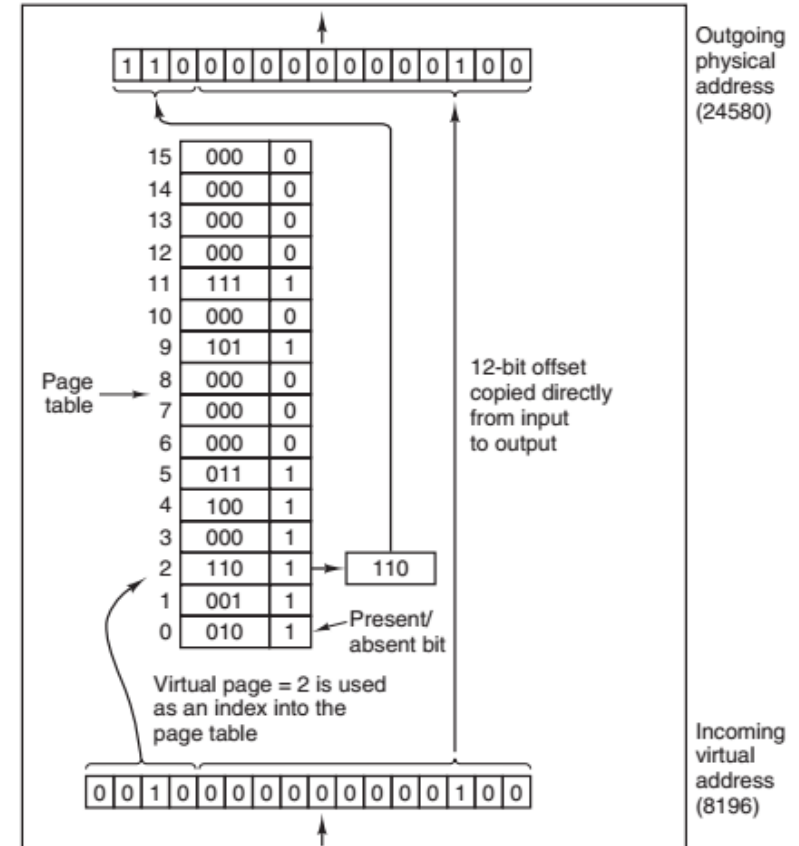 Outgoing
physical
address
(24580)
1 1 0 0 0 0 0 0 0 0 0 0 1 0 0
15 000 0
14 000 0
13 000 0
12 000 0
11 111 1
10 000 0
9 101 1
8 000 0
7 000 0
6 000 0
5 011 1
4 100 1
3 000 1
2 110 1
1 001 1
0 010 1
Page
table
110
12-bit offset
copied directly
from input
to output
Present/
absent bit
Virtual page = 2 is used
as an index into the
page table
0 0 1 0 0 0 0 0 0 0 0 0 0 1 0 0
Incoming
virtual
address
(8196)